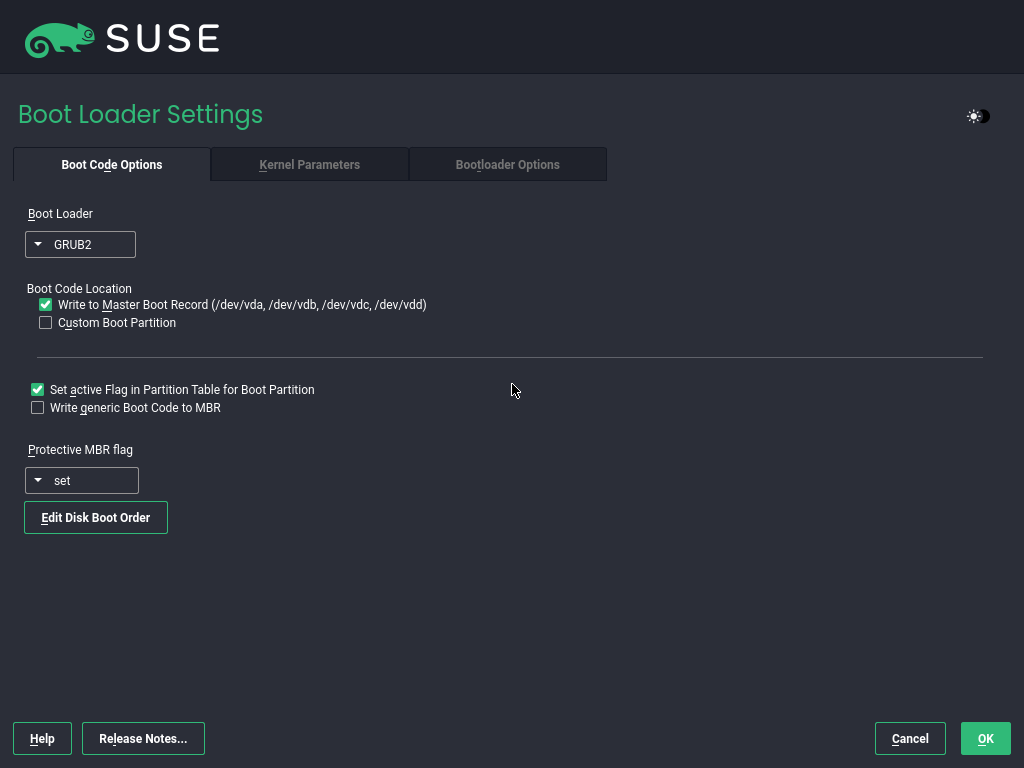 SUSE
Boot Loader Settings
Boot Code Options
Kernel Parameters
Bootloader Options
Boot Loader
GRUB2
Boot Code Location
Write to Master Boot Record (/dev/vda, /dev/vdb, /dev/vdc, /dev/vdd)
Custom Boot Partition
Set active Flag in Partition Table for Boot Partition
Write generic Boot Code to MBR
Protective MBR flag
set
Edit Disk Boot Order
Help
Release Notes...
Cancel
OK